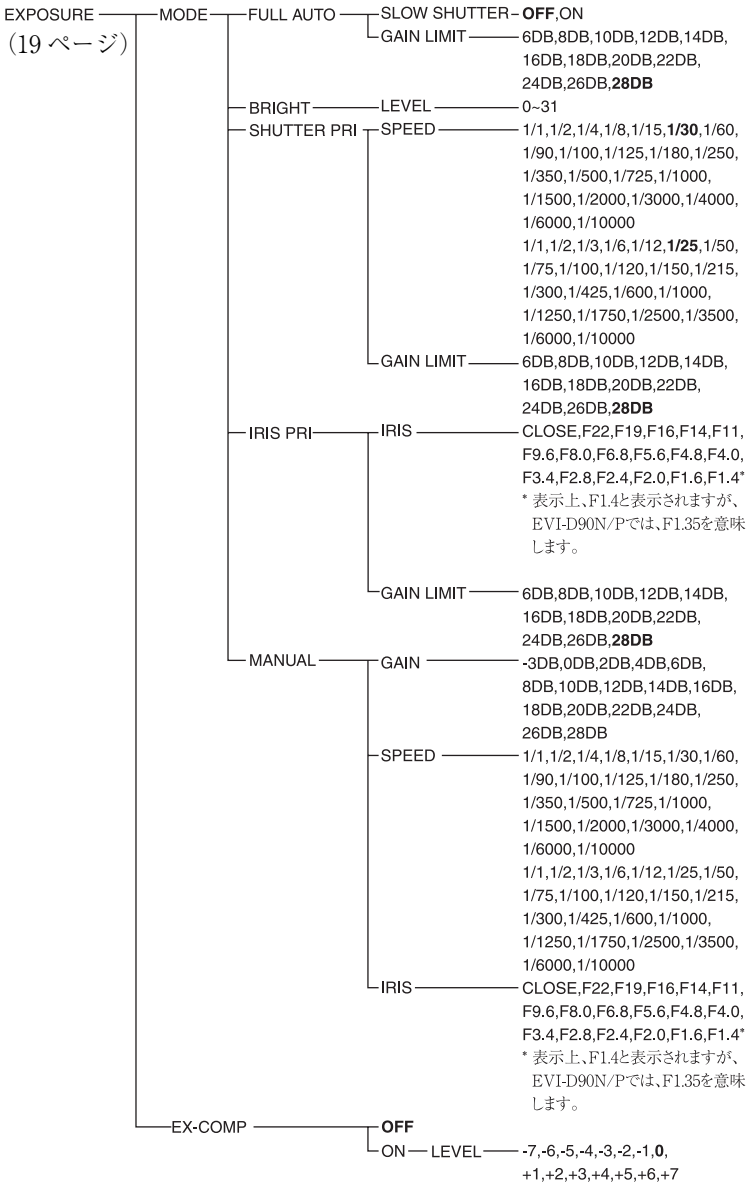 EXPOSURE MODE FULL AUTO SLOW SHUTTER OFF,ON
(19 ページ) GAIN LIMIT 6DB,8DB,10DB,12DB,14DB,
16DB,18DB,20DB,22DB,
24DB,26DB,28DB
BRIGHT LEVEL 0~31
SHUTTER PRI SPEED 1/1,1/2,1/4,1/8,1/15,1/30,1/60,
1/90,1/100,1/125,1/180,1/250,
1/350,1/500,1/725,1/1000,
1/1500,1/2000,1/3000,1/4000,
1/6000,1/10000
1/1,1/2,1/3,1/6,1/12,1/25,1/50,
1/75,1/100,1/120,1/150,1/215,
1/300,1/425,1/600,1/1000,
1/1250,1/1750,1/2500,1/3500,
1/6000,1/10000
GAIN LIMIT 6DB,8DB,10DB,12DB,14DB,
16DB,18DB,20DB,22DB,
24DB,26DB,28DB
IRIS PRI IRIS CLOSE,F22,F19,F16,F14,F11,
F9.6,F8.0,F6.8,F5.6,F4.8,F4.0,
F3.4,F2.8,F2.4,F2.0,F1.6,F1.4*
* 表示上、F1.4と表示されますが、
EVI-D90N/Pでは、F1.35を意味
します。
GAIN LIMIT 6DB,8DB,10DB,12DB,14DB,
16DB,18DB,20DB,22DB,
24DB,26DB,28DB
MANUAL GAIN -3DB,0DB,2DB,4DB,6DB,
8DB,10DB,12DB,14DB,16DB,
18DB,20DB,22DB,24DB,
26DB,28DB
SPEED 1/1,1/2,1/4,1/8,1/15,1/30,1/60,
1/90,1/100,1/125,1/180,1/250,
1/350,1/500,1/725,1/1000,
1/1500,1/2000,1/3000,1/4000,
1/6000,1/10000
1/1,1/2,1/3,1/6,1/12,1/25,1/50,
1/75,1/100,1/120,1/150,1/215,
1/300,1/425,1/600,1/1000,
1/1250,1/1750,1/2500,1/3500,
1/6000,1/10000
IRIS CLOSE,F22,F19,F16,F14,F11,
F9.6,F8.0,F6.8,F5.6,F4.8,F4.0,
F3.4,F2.8,F2.4,F2.0,F1.6,F1.4*
* 表示上、F1.4と表示されますが、
EVI-D90N/Pでは、F1.35を意味
します。
EX-COMP OFF
ON LEVEL -7,-6,-5,-4,-3,-2,-1,0,
+1,+2,+3,+4,+5,+6,+7